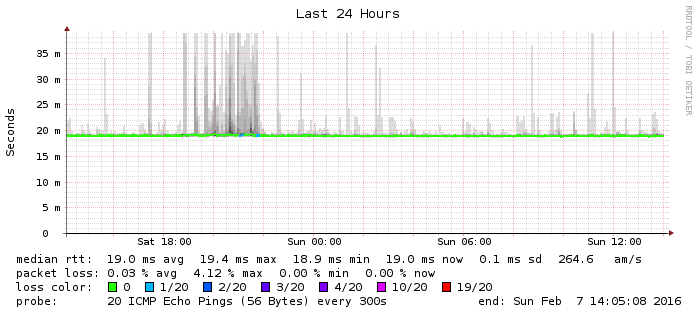 Last 24 Hours
RRDTOOL / TOBI OETIKER
Seconds
35 m
30 m
25 m
20 m
15 m
10 m
5 m
0
Sat 18:00 Sun 00:00 Sun 06:00 Sun 12:00
median rtt: 19.0 ms avg 19.4 ms max 18.9 ms min 19.0 ms now 0.1 ms sd 264.6 am/s
packet loss: 0.03 % avg 4.12 % max 0.00 % min 0.00 % now
loss color: 0 1/20 2/20 3/20 4/20 10/20 19/20
probe: 20 ICMP Echo Pings (56 Bytes) every 300s end: Sun Feb 7 14:05:08 2016